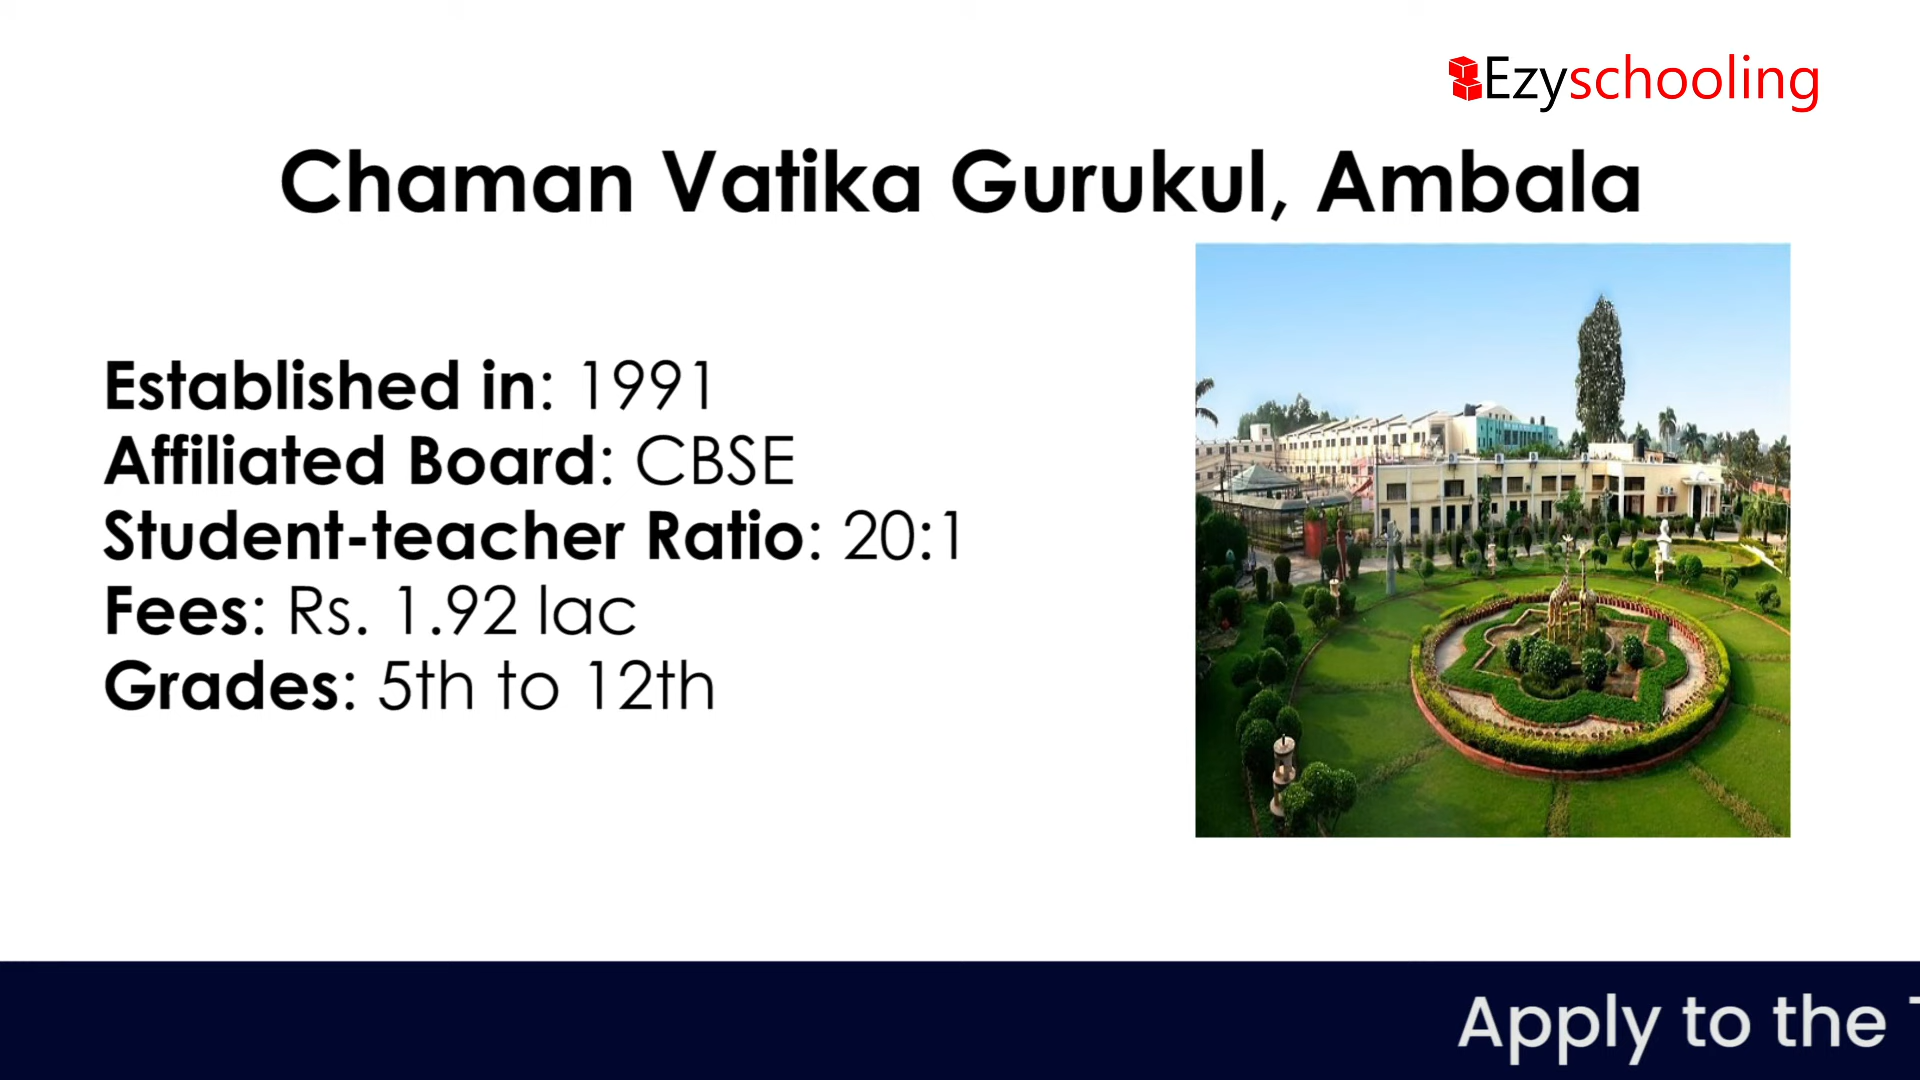 Ezyschooling
Chaman Vatika Gurukul, Ambala
Established in: 1991
Affiliated Board: CBSE
Student-teacher Ratio: 20:1
Fees: Rs. 1.92 lac
Grades: 5th to 12th
Apply to the